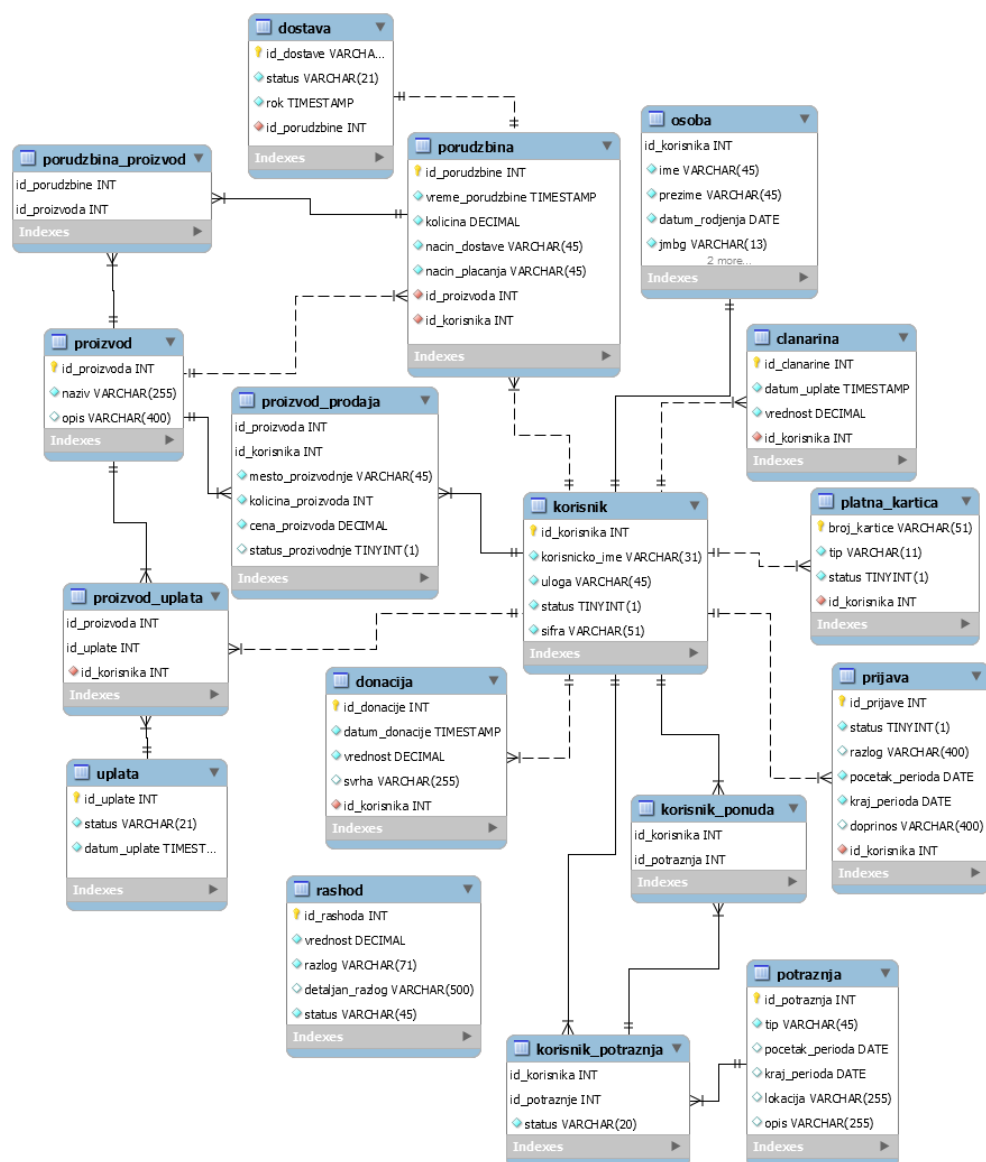 dostava
id_dostave VARCHA...
status VARCHAR(21)
rok TIMESTAMP
id_porudzbine INT
Indexes
porudzbina_proizvod
id_porudzbine INT
id_proizvoda INT
Indexes
porudzbina
id_porudzbine INT
vreme_porudzbine TIMESTAMP
kolicina DECIMAL
nacin_dostave VARCHAR(45)
nacin_placanja VARCHAR(45)
id_proizvoda INT
id_korisnika INT
Indexes
osoba
id_korisnika INT
ime VARCHAR(45)
prezime VARCHAR(45)
datum_rodjenja DATE
jmbg VARCHAR(13)
2 more...
Indexes
proizvod
id_proizvoda INT
naziv VARCHAR(255)
opis VARCHAR(400)
Indexes
proizvod_prodaja
id_proizvoda INT
id_korisnika INT
mesto_proizvodnje VARCHAR(45)
kolicina_proizvoda INT
cena_proizvoda DECIMAL
status_prozivodnje TINYINT(1)
Indexes
clanarina
id_clanarine INT
datum_uplate TIMESTAMP
vrednost DECIMAL
id_korisnika INT
Indexes
korisnik
id_korisnika INT
korisnicko_ime VARCHAR(31)
uloga VARCHAR(45)
status TINYINT(1)
sifra VARCHAR(51)
Indexes
platna_kartica
broj_kartice VARCHAR(51)
tip VARCHAR(11)
status TINYINT(1)
id_korisnika INT
Indexes
proizvod_uplata
id_proizvoda INT
id_uplate INT
id_korisnika INT
Indexes
donacija
id_donacije INT
datum_donacije TIMESTAMP
vrednost DECIMAL
svrha VARCHAR(255)
id_korisnika INT
Indexes
prijava
id_prijave INT
status TINYINT(1)
razlog VARCHAR(400)
pocetak_perioda DATE
kraj_perioda DATE
doprinos VARCHAR(400)
id_korisnika INT
Indexes
uplata
id_uplate INT
status VARCHAR(21)
datum_uplate TIMEST...
Indexes
korisnik_ponuda
id_korisnika INT
id_potraznja INT
Indexes
rashod
id_rashoda INT
vrednost DECIMAL
razlog VARCHAR(71)
detaljan_razlog VARCHAR(500)
status VARCHAR(45)
Indexes
korisnik_potraznja
id_korisnika INT
id_potraznje INT
status VARCHAR(20)
Indexes
potraznja
id_potraznja INT
tip VARCHAR(45)
pocetak_perioda DATE
kraj_perioda DATE
lokacija VARCHAR(255)
opis VARCHAR(255)
Indexes